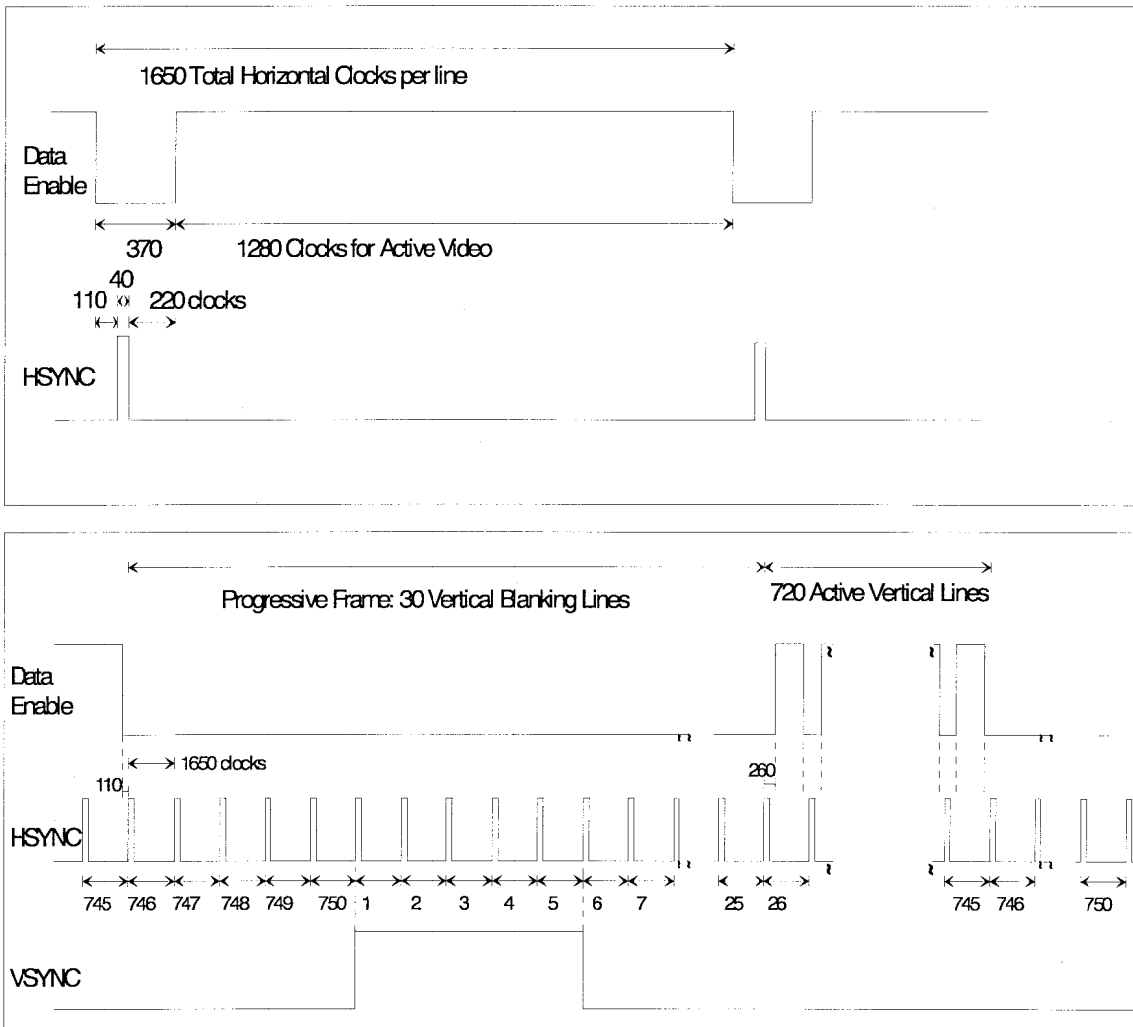 1650 Total Horizontal Clocks per line
Data
Enable
370 1280 Clocks for Active Video
40
110 220 clocks
HSYNC
Progressive Frame: 30 Vertical Blanking Lines 720 Active Vertical Lines
Data
Enable
1650 clocks
110 260
HSYNC
745 746 747 748 749 750 1 2 3 4 5 6 7 25 26 745 746 750
VSYNC